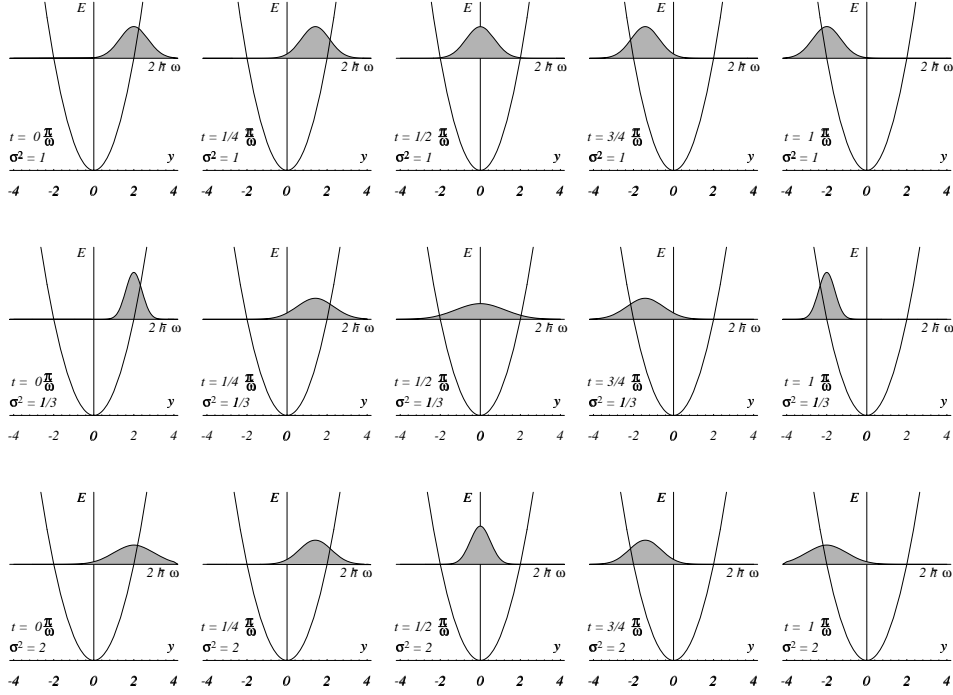 E E E E E
2 ħ ω 2 ħ ω 2 ħ ω 2 ħ ω 2 ħ ω
t = 0 π/ω t = 1/4 π/ω t = 1/2 π/ω t = 3/4 π/ω t = 1 π/ω
σ² = 1 y σ² = 1 y σ² = 1 y σ² = 1 y σ² = 1 y
-4 -2 0 2 4 -4 -2 0 2 4 -4 -2 0 2 4 -4 -2 0 2 4 -4 -2 0 2 4
E E E E E
2 ħ ω 2 ħ ω 2 ħ ω 2 ħ ω 2 ħ ω
t = 0 π/ω t = 1/4 π/ω t = 1/2 π/ω t = 3/4 π/ω t = 1 π/ω
σ² = 1/3 y σ² = 1/3 y σ² = 1/3 y σ² = 1/3 y σ² = 1/3 y
-4 -2 0 2 4 -4 -2 0 2 4 -4 -2 0 2 4 -4 -2 0 2 4 -4 -2 0 2 4
E E E E E
2 ħ ω 2 ħ ω 2 ħ ω 2 ħ ω 2 ħ ω
t = 0 π/ω t = 1/4 π/ω t = 1/2 π/ω t = 3/4 π/ω t = 1 π/ω
σ² = 2 y σ² = 2 y σ² = 2 y σ² = 2 y σ² = 2 y
-4 -2 0 2 4 -4 -2 0 2 4 -4 -2 0 2 4 -4 -2 0 2 4 -4 -2 0 2 4